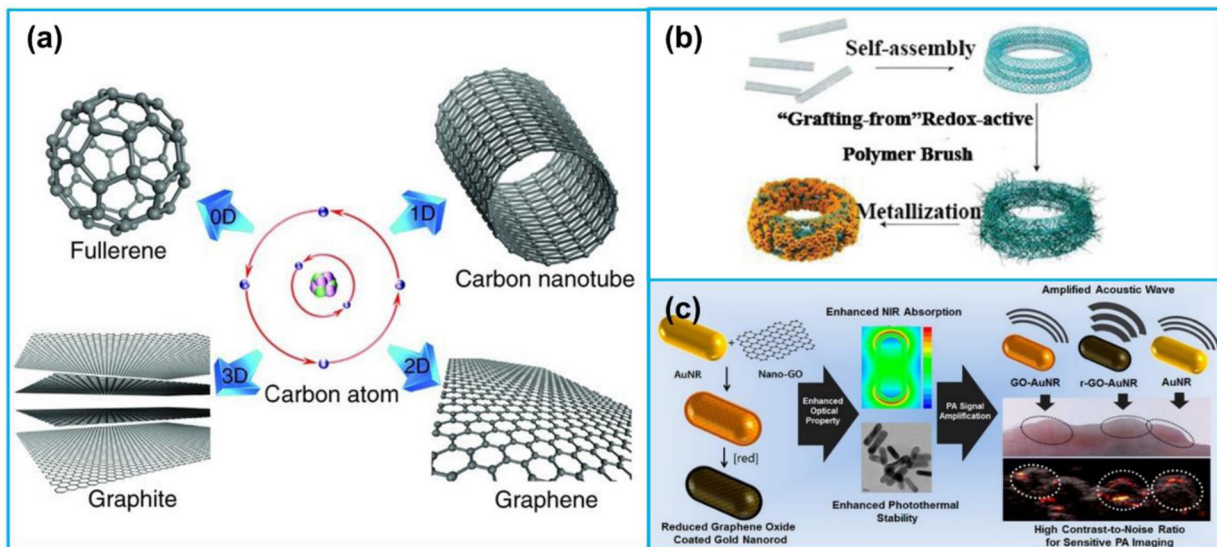 (a)
0D
1D
Fullerene
Carbon nanotube
3D
2D
Carbon atom
Graphite
Graphene
(b)
Self-assembly
“Grafting-from”Redox-active
Polymer Brush
Metallization
(c)
AuNR
+
Nano-GO
[red]
Reduced Graphene Oxide
Coated Gold Nanorod
Enhanced
Optical
Property
Enhanced NIR Absorption
Enhanced Photothermal
Stability
PA Signal
Amplification
Amplified Acoustic Wave
GO-AuNR
r-GO-AuNR
AuNR
High Contrast-to-Noise Ratio
for Sensitive PA Imaging